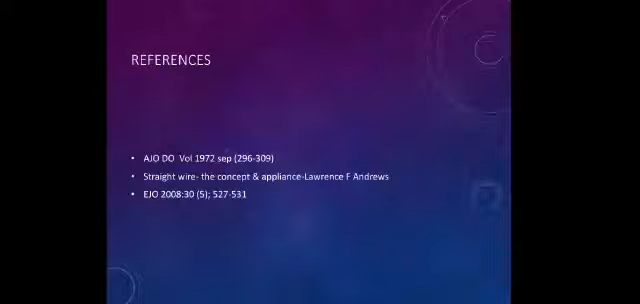 REFERENCES
• AJO DO Vol 1972 sep (296-309)
• Straight wire- the concept & appliance-Lawrence F Andrews
• EJO 2008:30 (5); 527-531